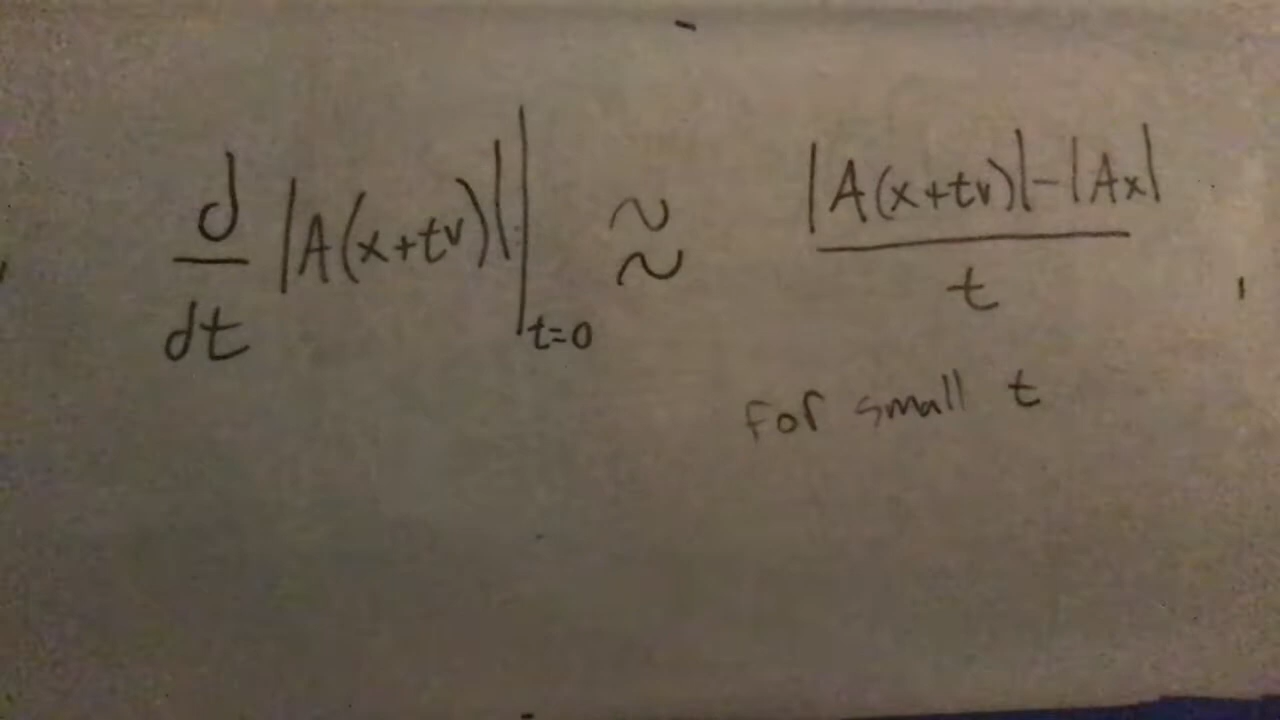 d/dt |A(x+tv)| |t=0 ≈ |A(x+tv)|-|Ax| / t
For small t